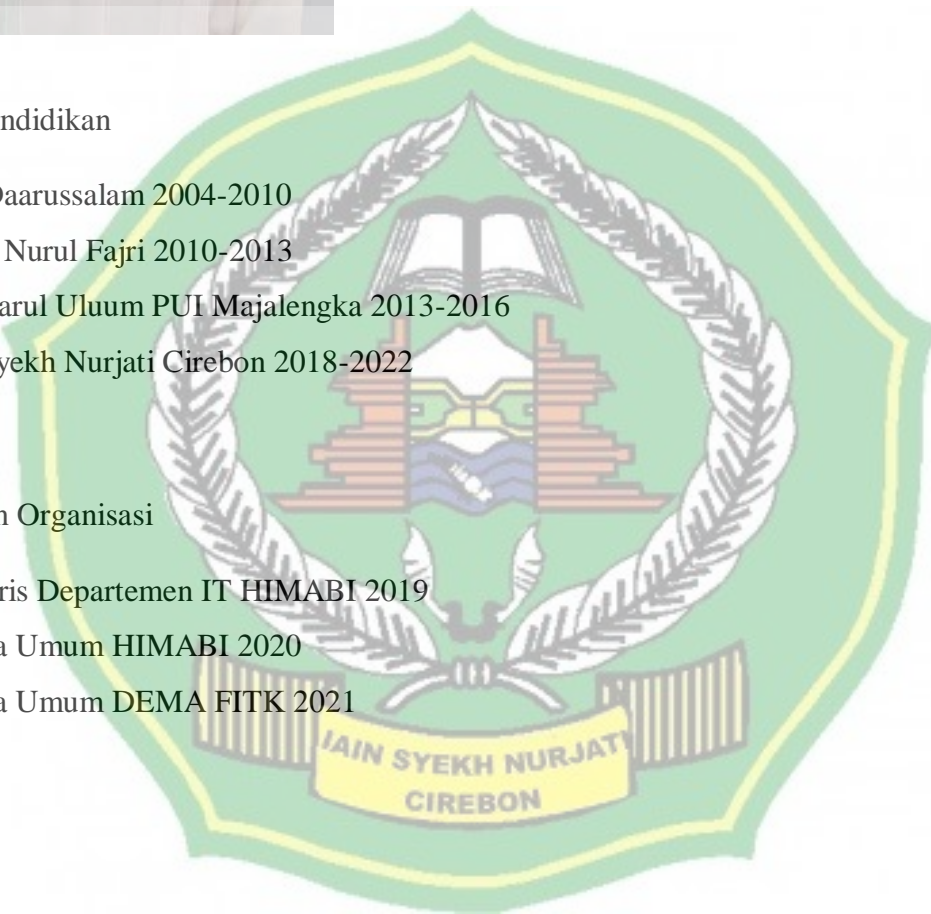 ndidikan
Daarussalam 2004-2010
Nurul Fajri 2010-2013
arul Uluum PUI Majalengka 2013-2016
yekh Nurjati Cirebon 2018-2022
n Organisasi
ris Departemen IT HIMABI 2019
a Umum HIMABI 2020
a Umum DEMA FITK 2021
IAIN SYEKH NURJATI
CIREBON